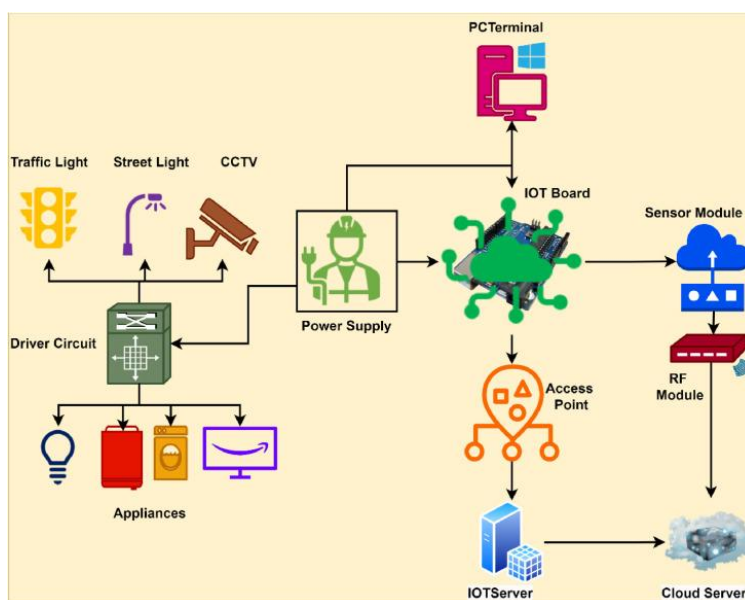 PCTerminal
Traffic Light
Street Light
CCTV
IOT Board
Sensor Module
Power Supply
Driver Circuit
RF
Module
Access
Point
Appliances
IOTServer
Cloud Server